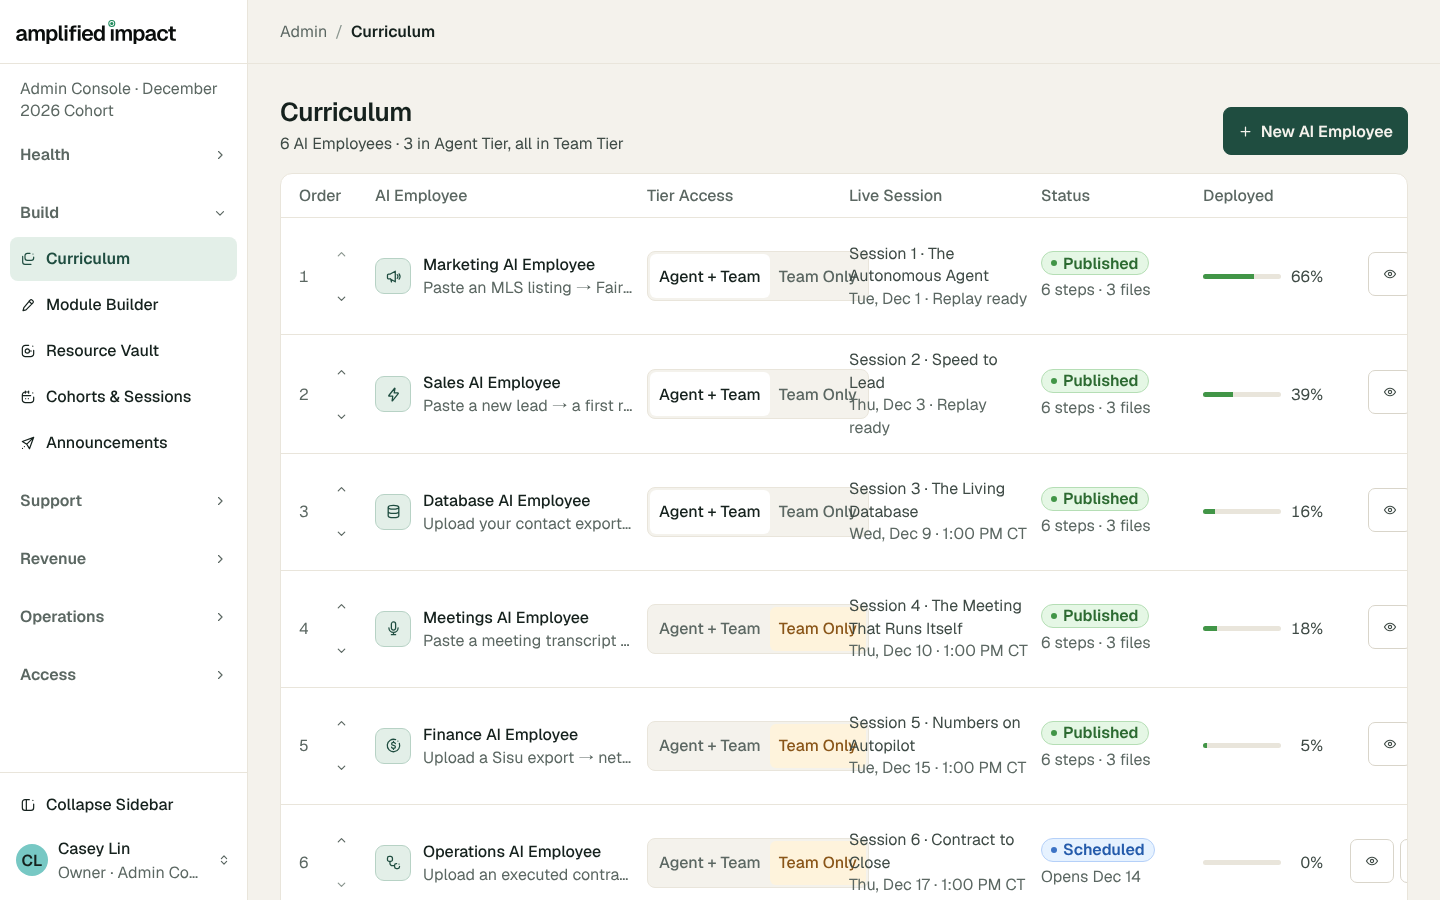 amplified impact
Admin Console · December
2026 Cohort
Health
Build
Curriculum
Module Builder
Resource Vault
Cohorts & Sessions
Announcements
Support
Revenue
Operations
Access
Collapse Sidebar
CL
Casey Lin
Owner · Admin Co...
Admin / Curriculum
Curriculum
6 AI Employees · 3 in Agent Tier, all in Team Tier
+ New AI Employee
Order AI Employee Tier Access Live Session Status Deployed
1
Marketing AI Employee
Paste an MLS listing → Fair...
Agent + Team Team Only
Session 1 · The
Autonomous Agent
Tue, Dec 1 · Replay ready
Published
6 steps · 3 files
66%
2
Sales AI Employee
Paste a new lead → a first r...
Agent + Team Team Only
Session 2 · Speed to
Lead
Thu, Dec 3 · Replay
ready
Published
6 steps · 3 files
39%
3
Database AI Employee
Upload your contact export...
Agent + Team Team Only
Session 3 · The Living
Database
Wed, Dec 9 · 1:00 PM CT
Published
6 steps · 3 files
16%
4
Meetings AI Employee
Paste a meeting transcript ...
Agent + Team Team Only
Session 4 · The Meeting
That Runs Itself
Thu, Dec 10 · 1:00 PM CT
Published
6 steps · 3 files
18%
5
Finance AI Employee
Upload a Sisu export → net...
Agent + Team Team Only
Session 5 · Numbers on
Autopilot
Tue, Dec 15 · 1:00 PM CT
Published
6 steps · 3 files
5%
6
Operations AI Employee
Upload an executed contra...
Agent + Team Team Only
Session 6 · Contract to
Close
Thu, Dec 17 · 1:00 PM CT
Scheduled
Opens Dec 14
0%